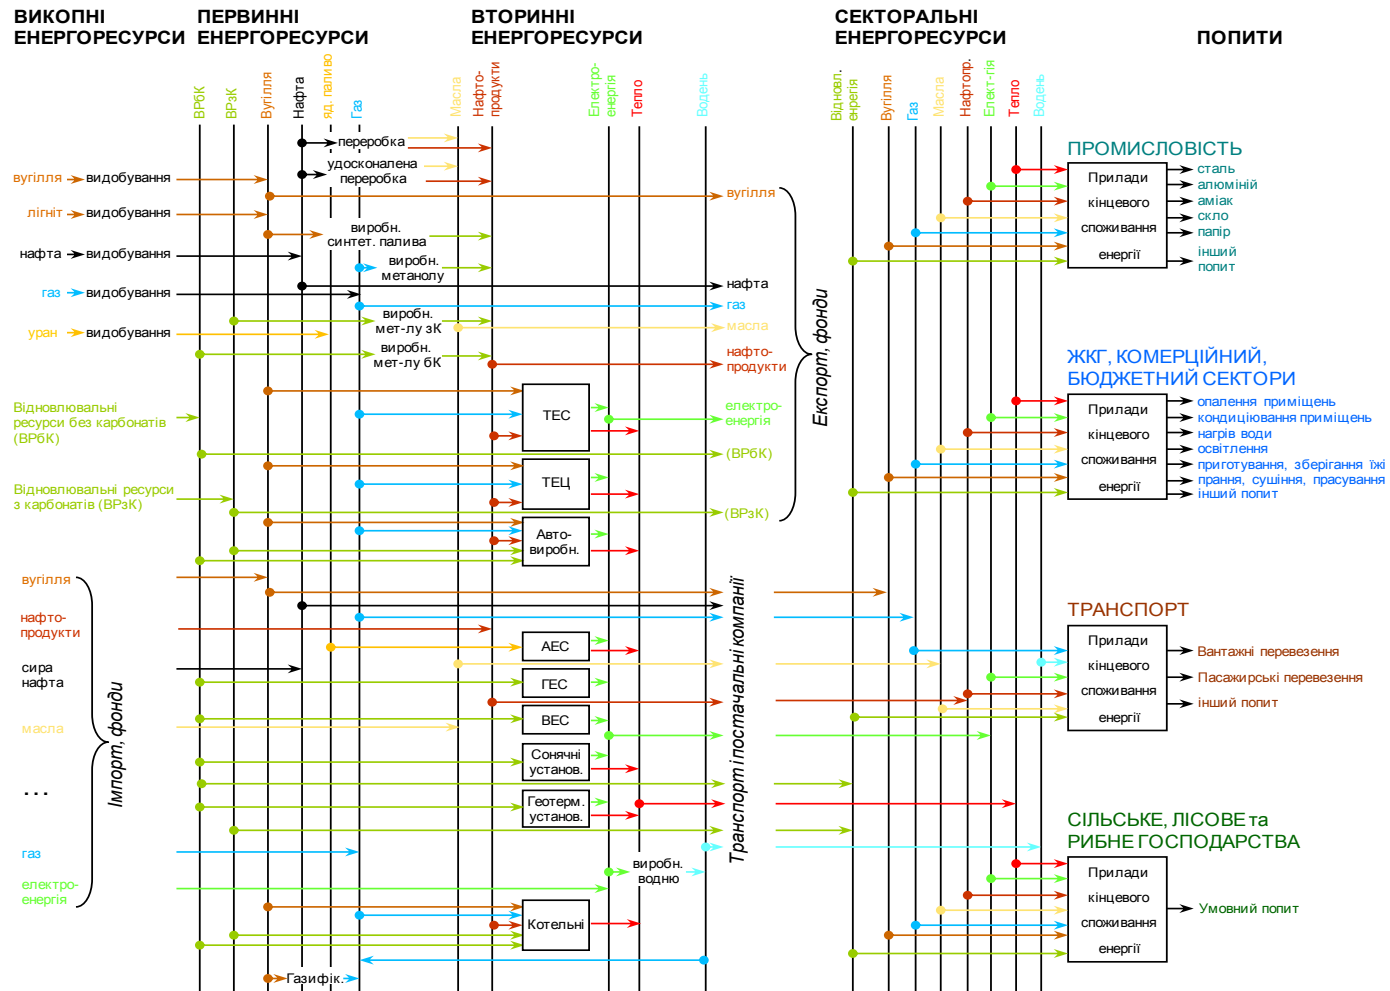 ВИКОПНІ
ЕНЕРГОРЕСУРСИ
ПЕРВИННІ
ЕНЕРГОРЕСУРСИ
ВТОРИННІ
ЕНЕРГОРЕСУРСИ
СЕКТОРАЛЬНІ
ЕНЕРГОРЕСУРСИ
ПОПИТИ
ВРбК
ВРзК
Вугілля
Нафта
яд. паливо
Газ
Масла
Нафто-
продукти
Електро-
енергія
Тепло
Водень
Відновл.
енрегія
Вугілля
Газ
Масла
Нафтопр.
Елект-гія
Тепло
Водень
вугілля
видобування
лігніт
видобування
нафта
видобування
газ
видобування
уран
видобування
Відновлювальні
ресурси без карбонатів
(ВРбК)
Відновлювальні ресурси
з карбонатів (ВРзК)
вугілля
нафто-
продукти
сира
нафта
масла
...
газ
електро-
енергія
Імпорт, фонди
переробка
удосконалена
переробка
виробн.
синтет. палива
виробн.
метанолу
виробн.
мет-лу зК
виробн.
мет-лу бК
ТЕС
ТЕЦ
Авто-
виробн.
АЕС
ГЕС
ВЕС
Сонячні
установ.
Геотерм.
установ.
виробн.
водню
Котельні
Газифік.
вугілля
нафта
газ
масла
нафто-
продукти
електро-
енергія
(ВРбК)
(ВРзК)
Експорт, фонди
Транспорт і постачальні компанії
ПРОМИСЛОВІСТЬ
Прилади
кінцевого
споживання
енергії
сталь
алюміній
аміак
скло
папір
інший
попит
ЖКГ, КОМЕРЦІЙНИЙ,
БЮДЖЕТНИЙ СЕКТОРИ
Прилади
кінцевого
споживання
енергії
опалення приміщень
кондиціювання приміщень
нагрів води
освітлення
приготування, зберігання їжі
прання, сушіння, прасування
інший попит
ТРАНСПОРТ
Прилади
кінцевого
споживання
енергії
Вантажні перевезення
Пасажирські перевезення
інший попит
СІЛЬСЬКЕ, ЛІСОВЕ та
РИБНЕ ГОСПОДАРСТВА
Прилади
кінцевого
споживання
енергії
Умовний попит